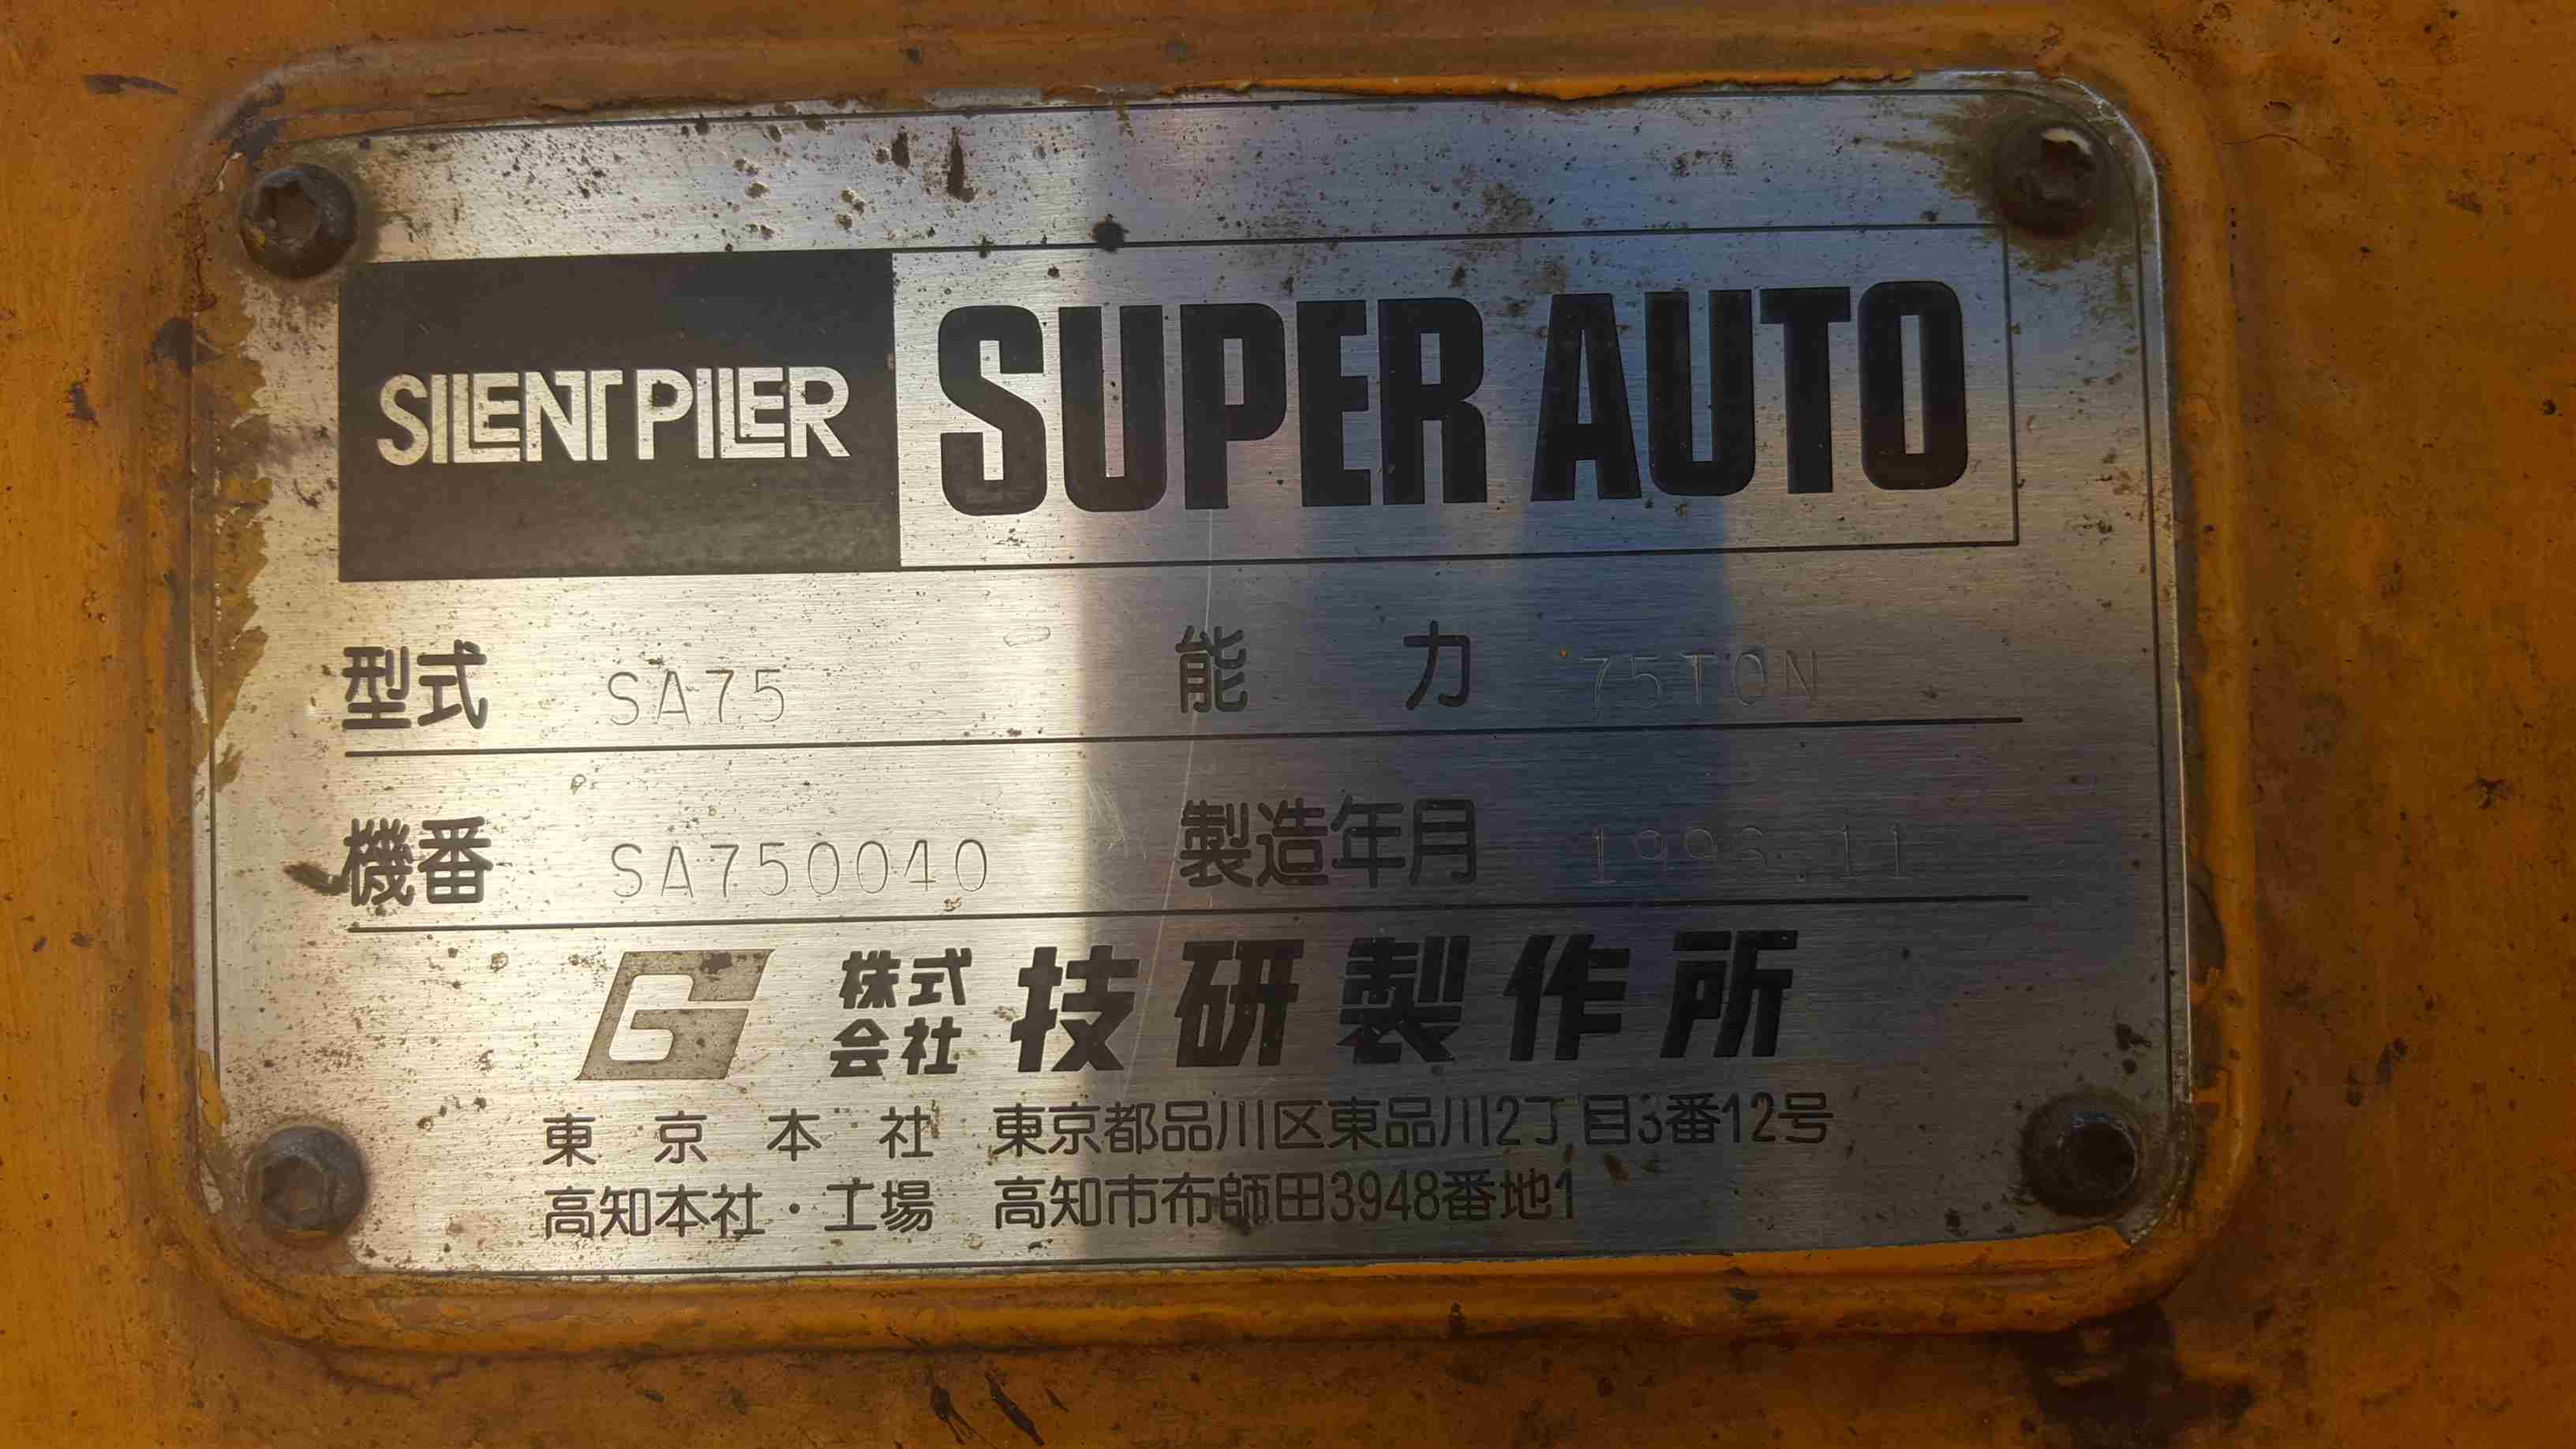 SILENT PILER SUPER AUTO
型式 SA75 能力 75TON
機番 SA750040 製造年月 1996.11
G 株式会社 技研製作所
東京本社 東京都品川区東品川2丁目3番12号
高知本社・工場 高知市布師田3948番地1